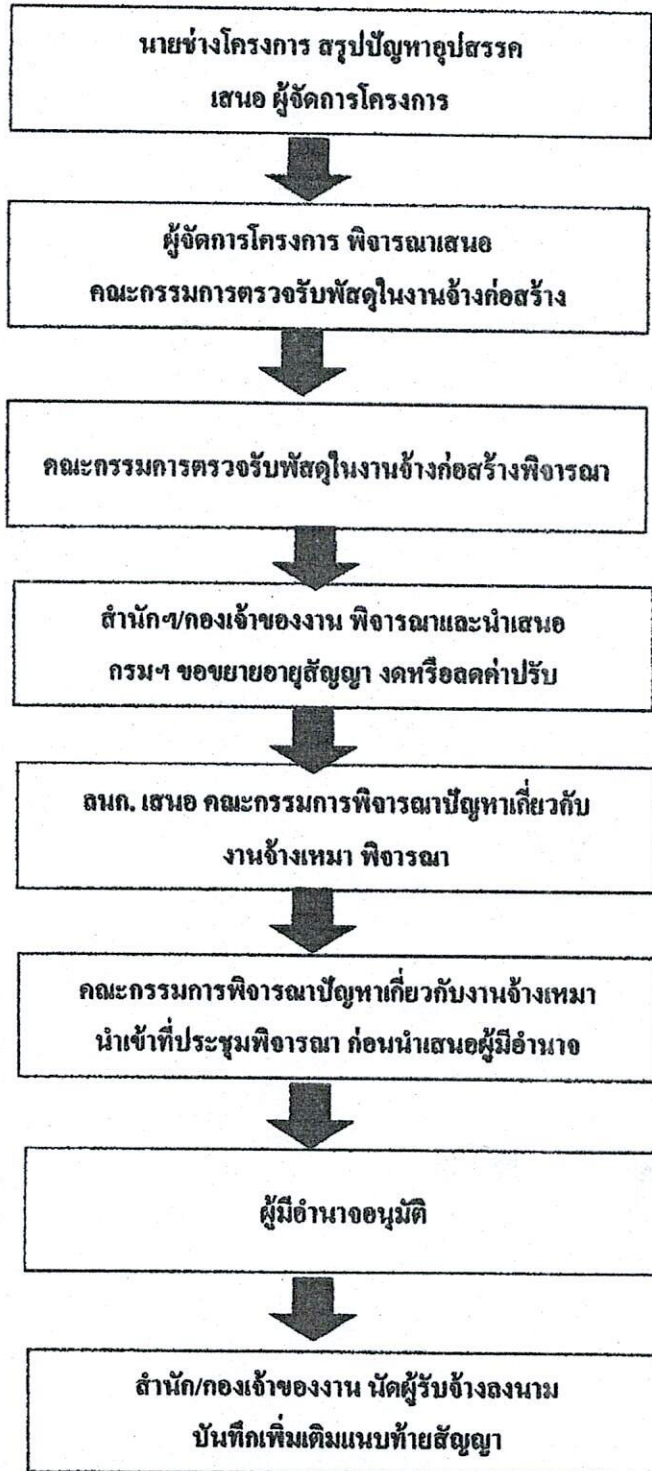 นายช่างโครงการ สรุปปัญหาอุปสรรค
เสนอ ผู้จัดการโครงการ
ผู้จัดการโครงการ พิจารณาเสนอ
คณะกรรมการตรวจรับพัสดุในงานจ้างก่อสร้าง
คณะกรรมการตรวจรับพัสดุในงานจ้างก่อสร้างพิจารณา
สำนักฯ/กองเจ้าของงาน พิจารณาและนำเสนอ
กรมฯ ขอขยายอายุสัญญา งดหรือลดค่าปรับ
ลนก. เสนอ คณะกรรมการพิจารณาปัญหาเกี่ยวกับ
งานจ้างเหมา พิจารณา
คณะกรรมการพิจารณาปัญหาเกี่ยวกับงานจ้างเหมา
นำเข้าที่ประชุมพิจารณา ก่อนนำเสนอผู้มีอำนาจ
ผู้มีอำนาจอนุมัติ
สำนัก/กองเจ้าของงาน นัดผู้รับจ้างลงนาม
บันทึกเพิ่มเติมแนบท้ายสัญญา